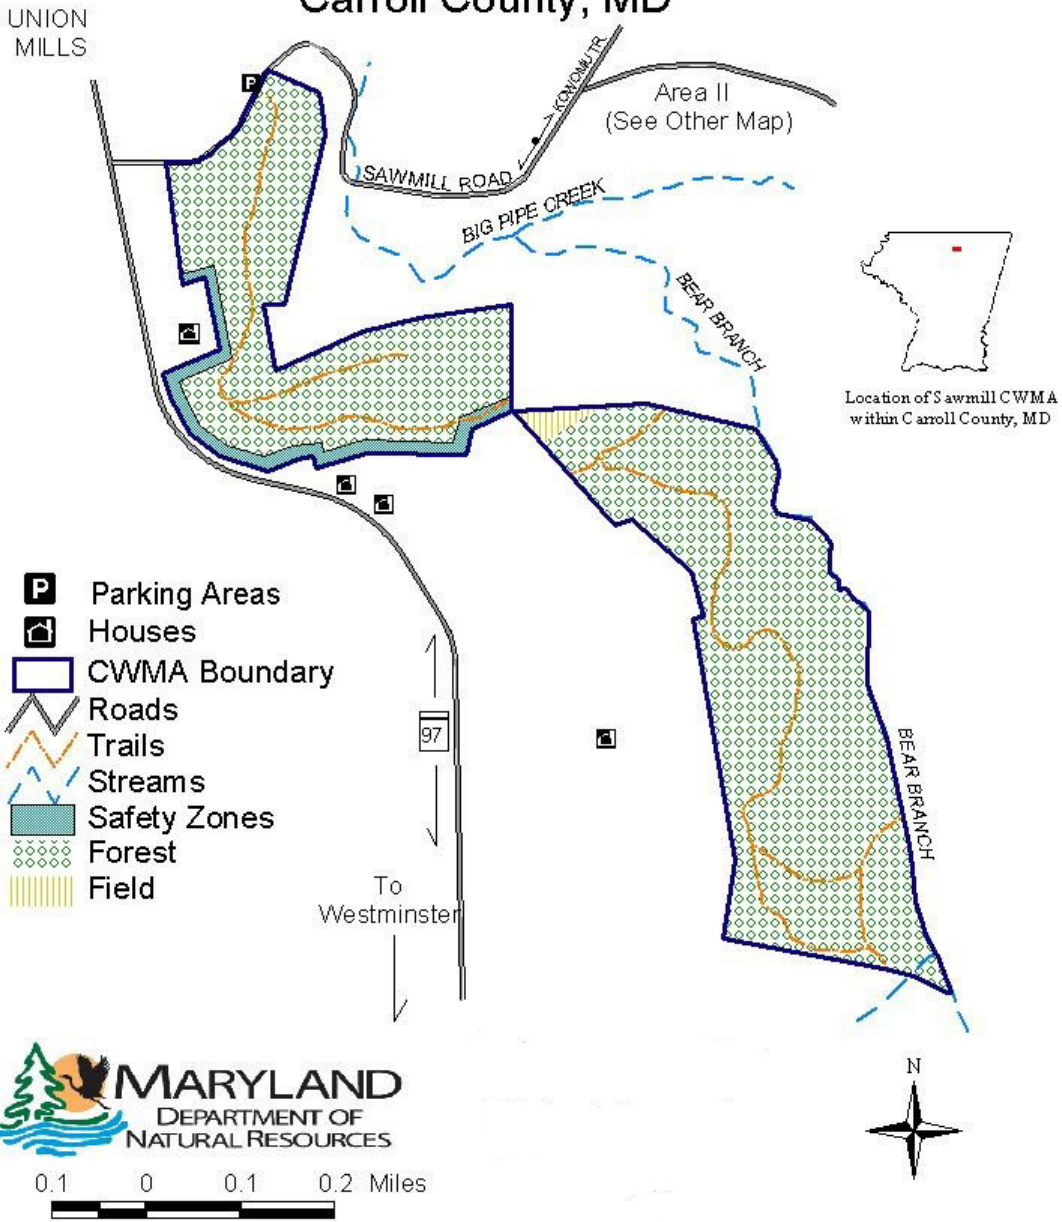 Carroll County, MD
UNION
MILLS
P
KOWOMU TR.
Area II
(See Other Map)
SAWMILL ROAD
BIG PIPE CREEK
BEAR BRANCH
Location of Sawmill CWMA
within Carroll County, MD
P Parking Areas
Houses
CWMA Boundary
Roads
Trails
Streams
Safety Zones
Forest
Field
97
BEAR BRANCH
To
Westminster
MARYLAND
DEPARTMENT OF
NATURAL RESOURCES
N
0.1 0 0.1 0.2 Miles